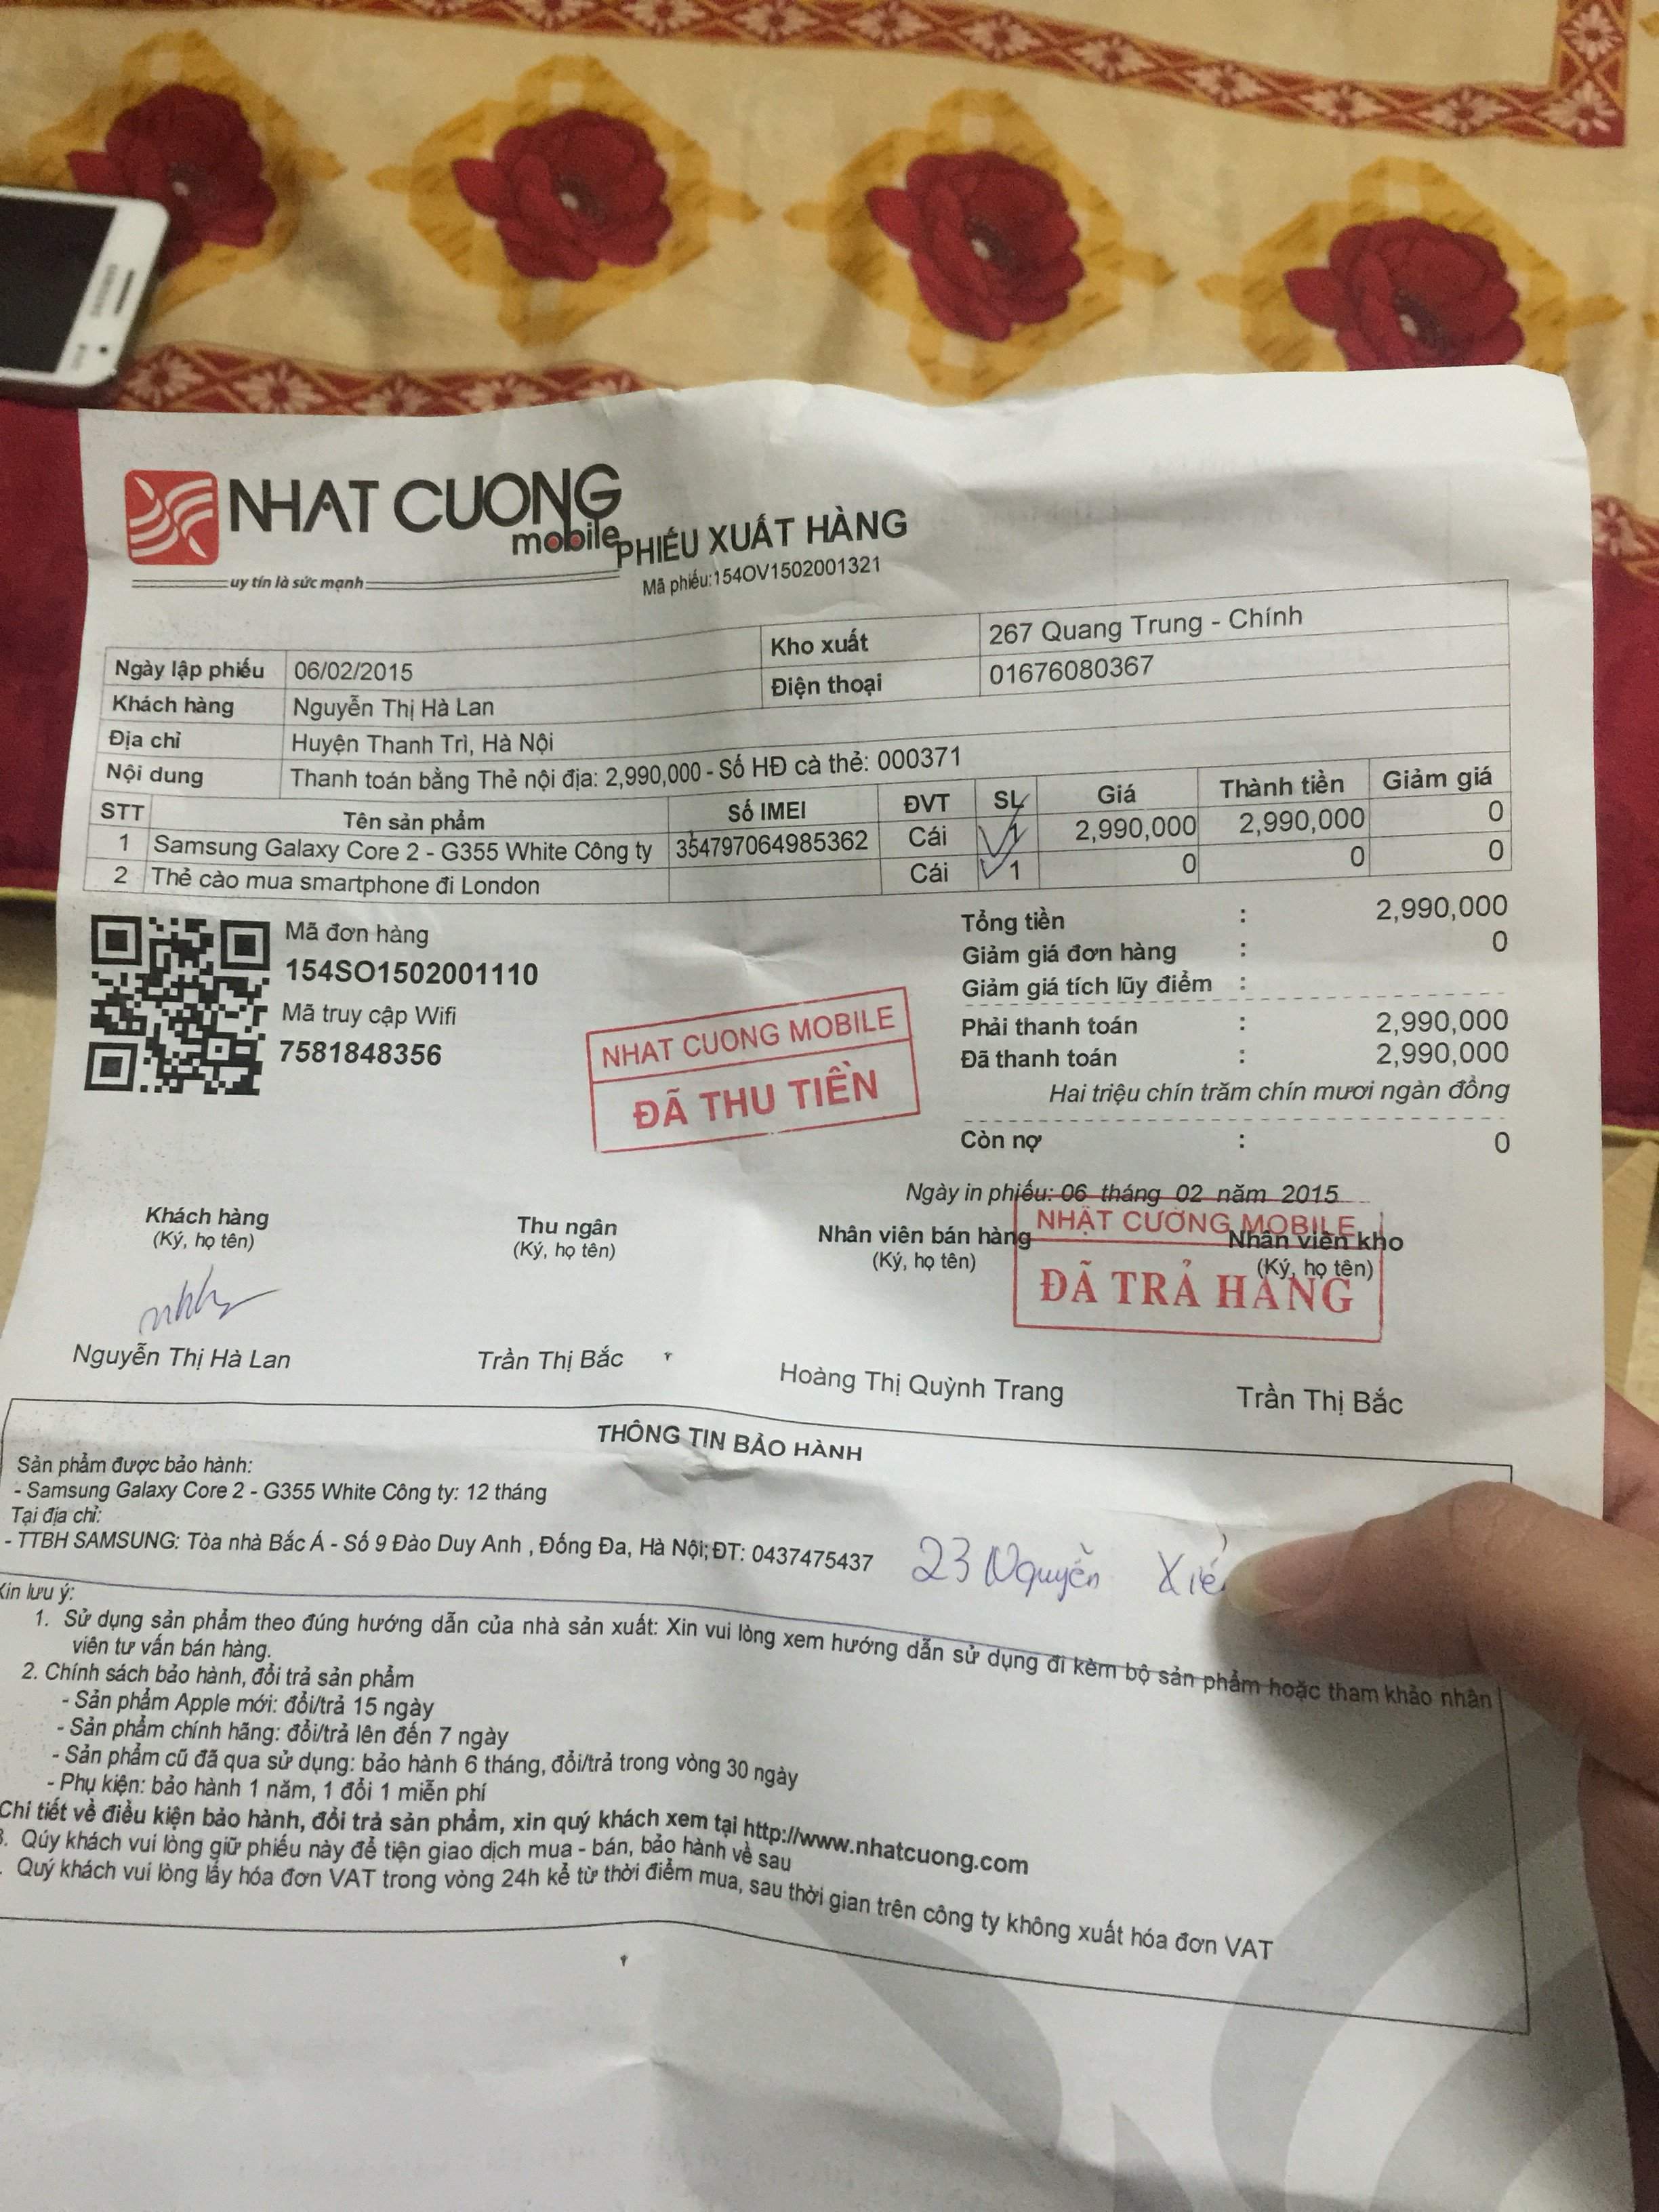 NHAT CUONG
mobile
uy tín là sức mạnh
PHIẾU XUẤT HÀNG
Mã phiếu:154OV1502001321
Ngày lập phiếu 06/02/2015 Kho xuất 267 Quang Trung - Chính
Khách hàng Nguyễn Thị Hà Lan Điện thoại 01676080367
Địa chỉ Huyện Thanh Trì, Hà Nội
Nội dung Thanh toán bằng Thẻ nội địa: 2,990,000 - Số HĐ cà thẻ: 000371
STT Tên sản phẩm Số IMEI ĐVT SL Giá Thành tiền Giảm giá
1 Samsung Galaxy Core 2 - G355 White Công ty 354797064985362 Cái 1 2,990,000 2,990,000 0
2 Thẻ cào mua smartphone đi London Cái 1 0 0 0
Mã đơn hàng
154SO1502001110
Mã truy cập Wifi
7581848356
NHAT CUONG MOBILE
ĐÃ THU TIỀN
Tổng tiền : 2,990,000
Giảm giá đơn hàng : 0
Giảm giá tích lũy điểm :
Phải thanh toán : 2,990,000
Đã thanh toán : 2,990,000
Hai triệu chín trăm chín mươi ngàn đồng
Còn nợ : 0
Ngày in phiếu: 06 tháng 02 năm 2015
NHẬT CƯỜNG MOBILE
ĐÃ TRẢ HÀNG
Khách hàng Thu ngân Nhân viên bán hàng Nhân viên kho
(Ký, họ tên) (Ký, họ tên) (Ký, họ tên) (Ký, họ tên)
Nguyễn Thị Hà Lan Trần Thị Bắc Hoàng Thị Quỳnh Trang Trần Thị Bắc
THÔNG TIN BẢO HÀNH
Sản phẩm được bảo hành:
- Samsung Galaxy Core 2 - G355 White Công ty: 12 tháng
Tại địa chỉ:
- TTBH SAMSUNG: Tòa nhà Bắc Á - Số 9 Đào Duy Anh , Đống Đa, Hà Nội; ĐT: 0437475437
23 Nguyễn
Xin lưu ý:
1. Sử dụng sản phẩm theo đúng hướng dẫn của nhà sản xuất: Xin vui lòng xem hướng dẫn sử dụng đi kèm bộ sản phẩm hoặc tham khảo nhân
viên tư vấn bán hàng.
2. Chính sách bảo hành, đổi trả sản phẩm
- Sản phẩm Apple mới: đổi/trả 15 ngày
- Sản phẩm chính hãng: đổi/trả lên đến 7 ngày
- Sản phẩm cũ đã qua sử dụng: bảo hành 6 tháng, đổi/trả trong vòng 30 ngày
- Phụ kiện: bảo hành 1 năm, 1 đổi 1 miễn phí
Chi tiết về điều kiện bảo hành, đổi trả sản phẩm, xin quý khách xem tại http://www.nhatcuong.com
3. Qúy khách vui lòng giữ phiếu này để tiện giao dịch mua - bán, bảo hành về sau
. Quý khách vui lòng lấy hóa đơn VAT trong vòng 24h kể từ thời điểm mua, sau thời gian trên công ty không xuất hóa đơn VAT